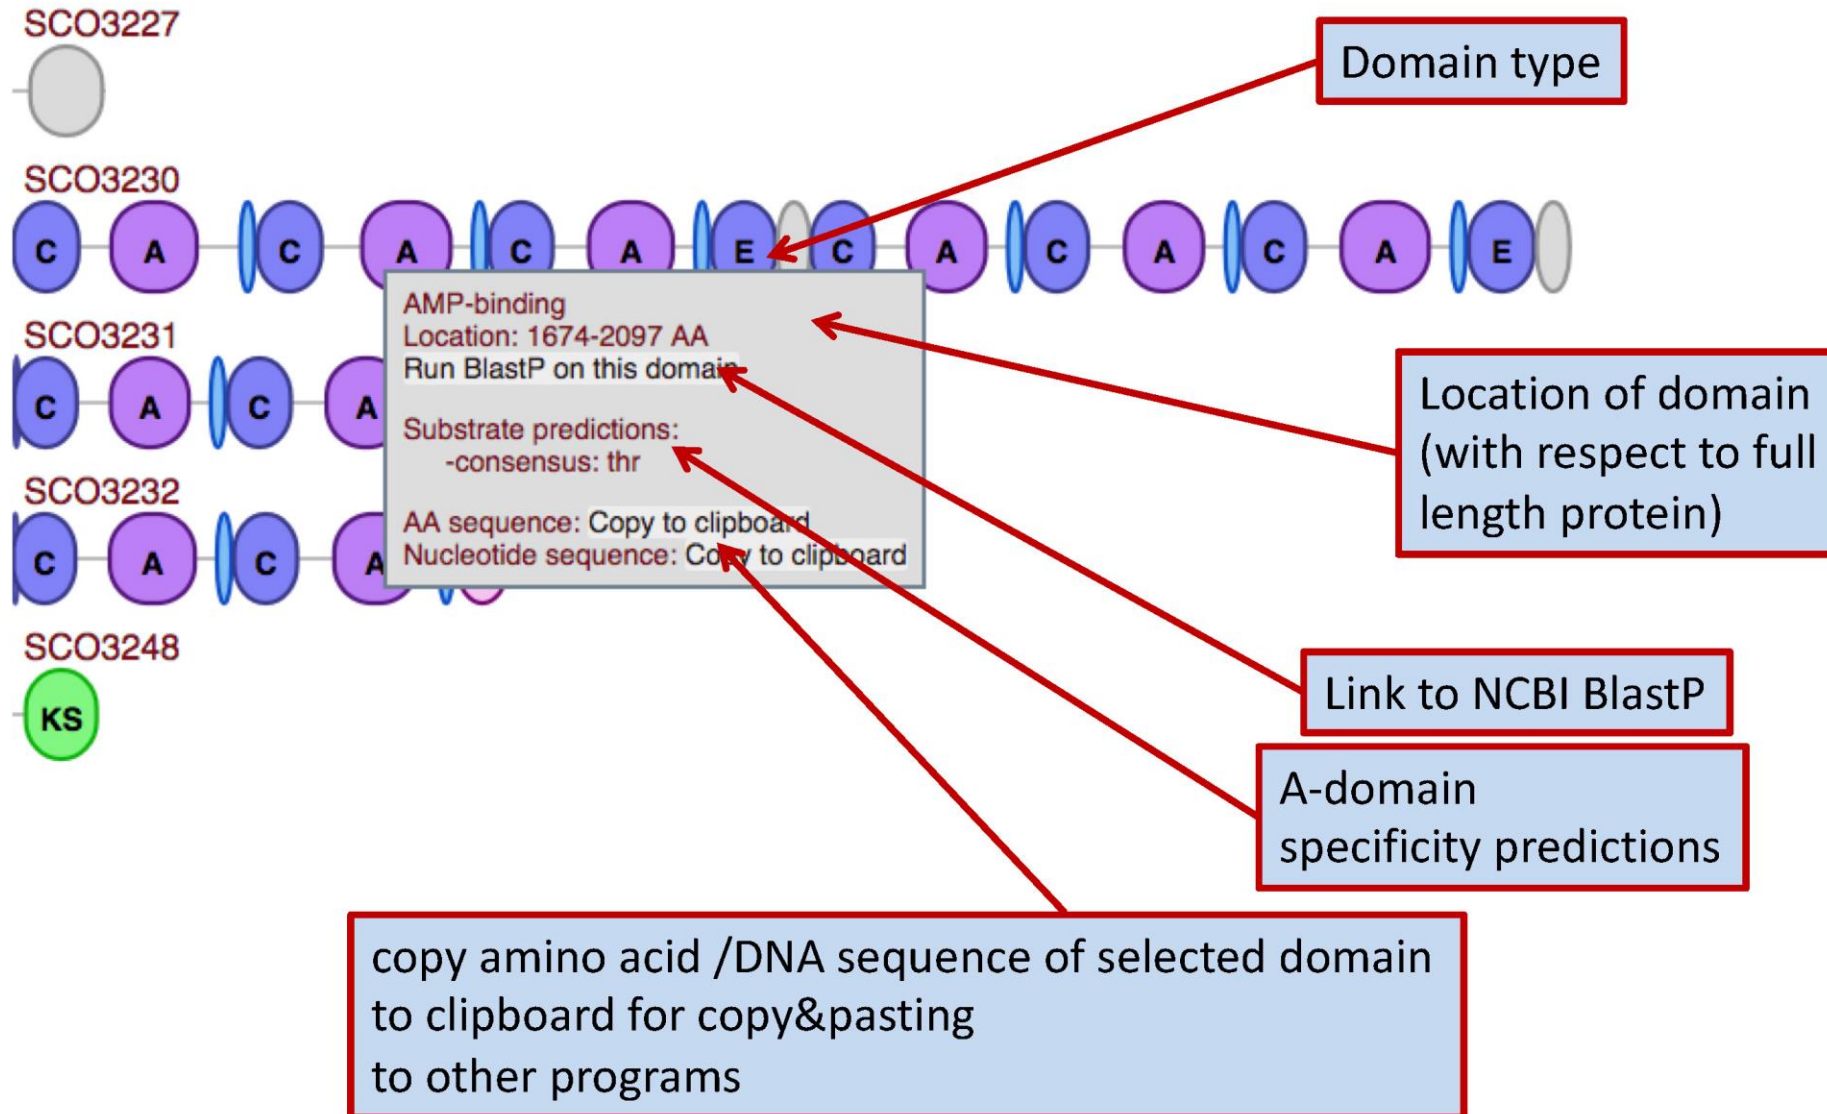 SCO3227
Domain type
SCO3230
C A C A C A E C A C A C A E
AMP-binding
Location: 1674-2097 AA
Run BlastP on this domain
Substrate predictions:
-consensus: thr
AA sequence: Copy to clipboard
Nucleotide sequence: Copy to clipboard
SCO3231
C A C A
SCO3232
C A C A
SCO3248
KS
Location of domain
(with respect to full
length protein)
Link to NCBI BlastP
A-domain
specificity predictions
copy amino acid /DNA sequence of selected domain
to clipboard for copy&pasting
to other programs